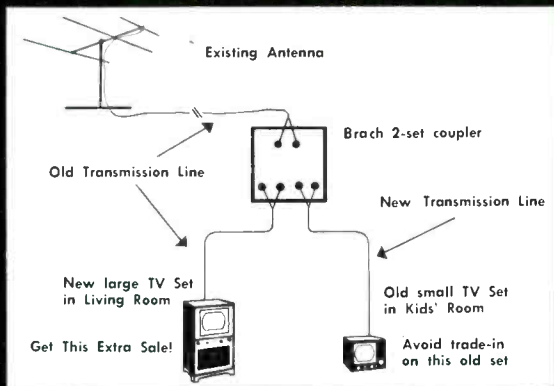 Existing Antenna
Brach 2-set coupler
Old Transmission Line
New Transmission Line
New large TV Set
in Living Room
Get This Extra Sale!
Old small TV Set
in Kids' Room
Avoid trade-in
on this old set